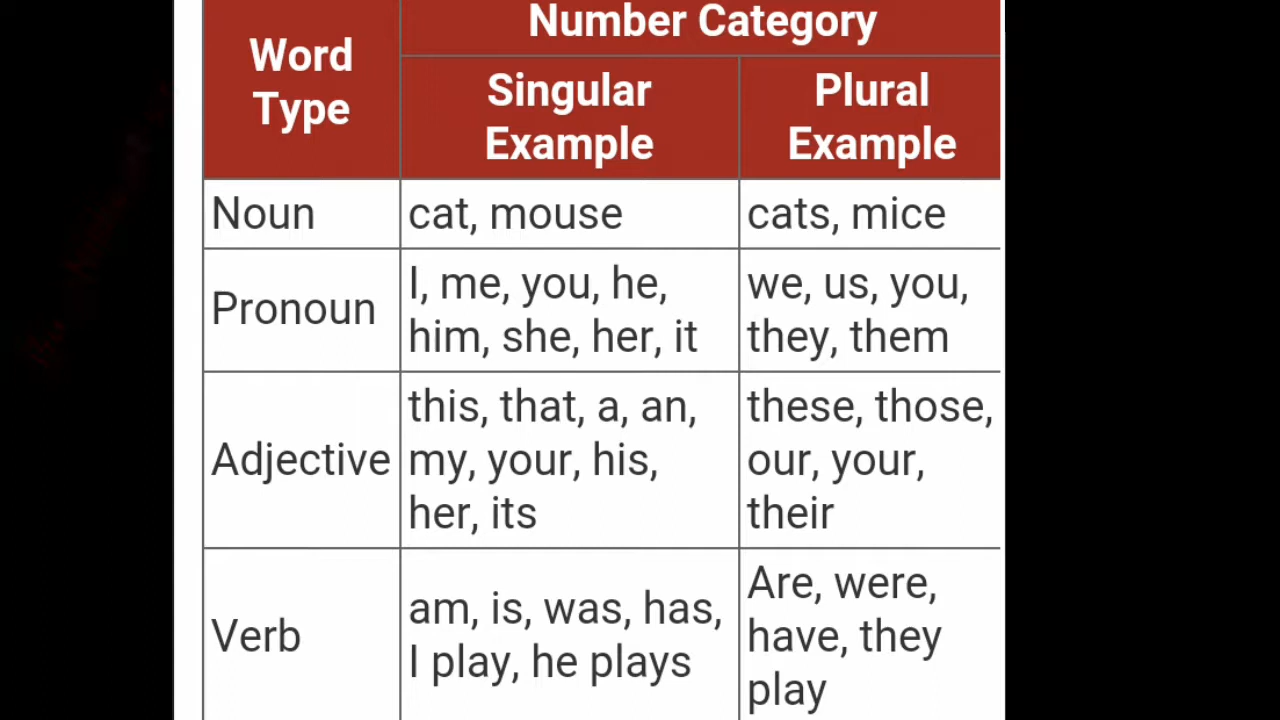 Number Category
Word
Type
Singular
Example
Plural
Example
Noun
cat, mouse
cats, mice
Pronoun
I, me, you, he,
him, she, her, it
we, us, you,
they, them
Adjective
this, that, a, an,
my, your, his,
her, its
these, those,
our, your,
their
Verb
am, is, was, has,
I play, he plays
Are, were,
have, they
play